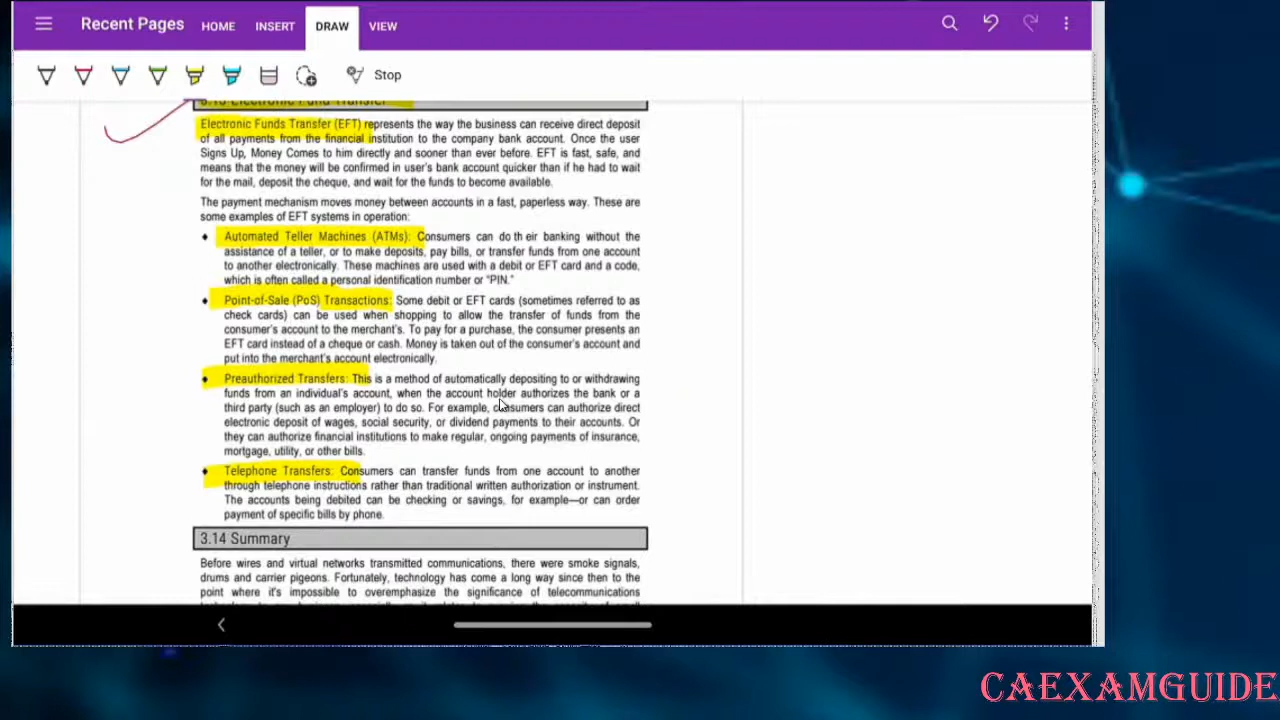 Recent Pages HOME INSERT DRAW VIEW
Stop
3.13 Electronic Fund Transfer
Electronic Funds Transfer (EFT) represents the way the business can receive direct deposit
of all payments from the financial institution to the company bank account. Once the user
Signs Up, Money Comes to him directly and sooner than ever before. EFT is fast, safe, and
means that the money will be confirmed in user's bank account quicker than if he had to wait
for the mail, deposit the cheque, and wait for the funds to become available.
The payment mechanism moves money between accounts in a fast, paperless way. These are
some examples of EFT systems in operation:
♦ Automated Teller Machines (ATMs): Consumers can do th eir banking without the
assistance of a teller, or to make deposits, pay bills, or transfer funds from one account
to another electronically. These machines are used with a debit or EFT card and a code,
which is often called a personal identification number or "PIN."
♦ Point-of-Sale (PoS) Transactions: Some debit or EFT cards (sometimes referred to as
check cards) can be used when shopping to allow the transfer of funds from the
consumer's account to the merchant's. To pay for a purchase, the consumer presents an
EFT card instead of a cheque or cash. Money is taken out of the consumer's account and
put into the merchant's account electronically.
♦ Preauthorized Transfers: This is a method of automatically depositing to or withdrawing
funds from an individual's account, when the account holder authorizes the bank or a
third party (such as an employer) to do so. For example, consumers can authorize direct
electronic deposit of wages, social security, or dividend payments to their accounts. Or
they can authorize financial institutions to make regular, ongoing payments of insurance,
mortgage, utility, or other bills.
♦ Telephone Transfers: Consumers can transfer funds from one account to another
through telephone instructions rather than traditional written authorization or instrument.
The accounts being debited can be checking or savings, for example—or can order
payment of specific bills by phone.
3.14 Summary
Before wires and virtual networks transmitted communications, there were smoke signals,
drums and carrier pigeons. Fortunately, technology has come a long way since then to the
point where it's impossible to overemphasize the significance of telecommunications
CAEXAMGUIDE